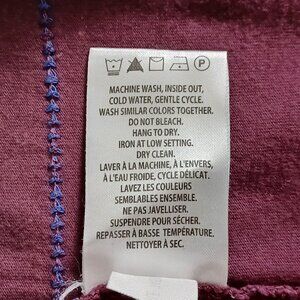 MACHINE WASH, INSIDE OUT,
COLD WATER, GENTLE CYCLE.
WASH SIMILAR COLORS TOGETHER.
DO NOT BLEACH.
HANG TO DRY.
IRON AT LOW SETTING.
DRY CLEAN.
LAVER À LA MACHINE, À L'ENVERS,
À L'EAU FROIDE, CYCLE DÉLICAT.
LAVEZ LES COULEURS
SEMBLABLES ENSEMBLE.
NE PAS JAVELLISER.
SUSPENDRE POUR SÉCHER.
REPASSER À BASSE TEMPÉRATURE.
NETTOYER À SEC.